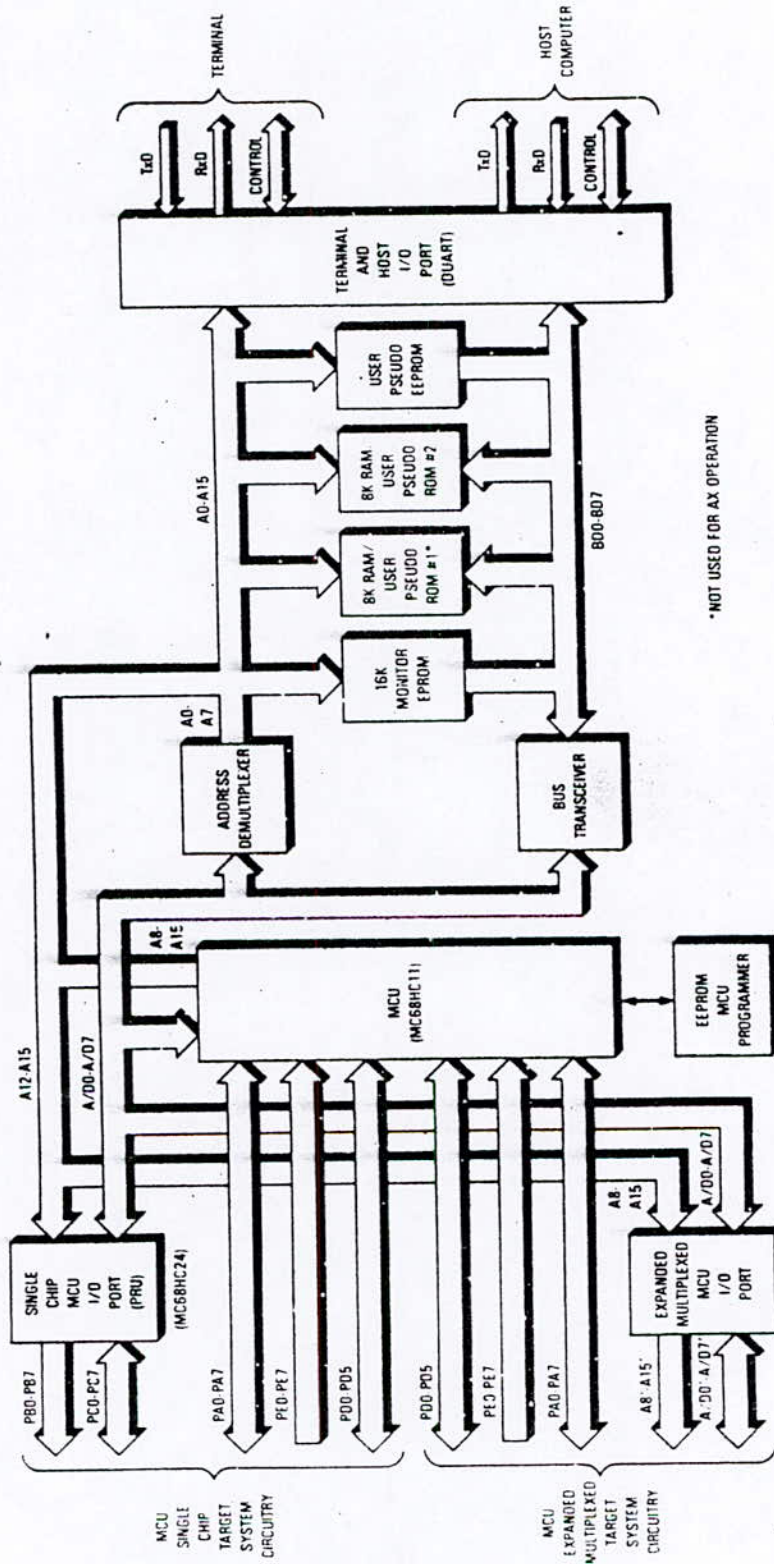 TERMINAL
TxD
RxD
CONTROL
HOST
COMPUTER
TxD
RxD
CONTROL
TERMINAL
AND
HOST
I/O
PORT
(DUART)
A0-A15
USER
PSEUDO
EEPROM
8K RAM/
USER
PSEUDO
ROM #2
8K RAM/
USER
PSEUDO
ROM #1*
16K
MONITOR
EPROM
BD0-BD7
*NOT USED FOR AX OPERATION
A0-
A7
ADDRESS
DEMULTIPLEXER
BUS
TRANSCEIVER
A8-
A15
A12-A15
A/D0-A/D7
MCU
(MC68HC11)
EEPROM
MCU
PROGRAMMER
SINGLE
CHIP
MCU
I/O
PORT
(PRU)
(MC68HC24)
A8-
A15
A/D0-A/D7
EXPANDED
MULTIPLEXED
MCU
I/O
PORT
PB0-PB7
PC0-PC7
PA0-PA7
PE0-PE7
PD0-PD5
PD0-PD5
PE0-PE7
PA0-PA7
A8'-A15'
A/D0'-A/D7'
MCU
SINGLE
CHIP
TARGET
SYSTEM
CIRCUITRY
MCU
EXPANDED
MULTIPLEXED
TARGET
SYSTEM
CIRCUITRY